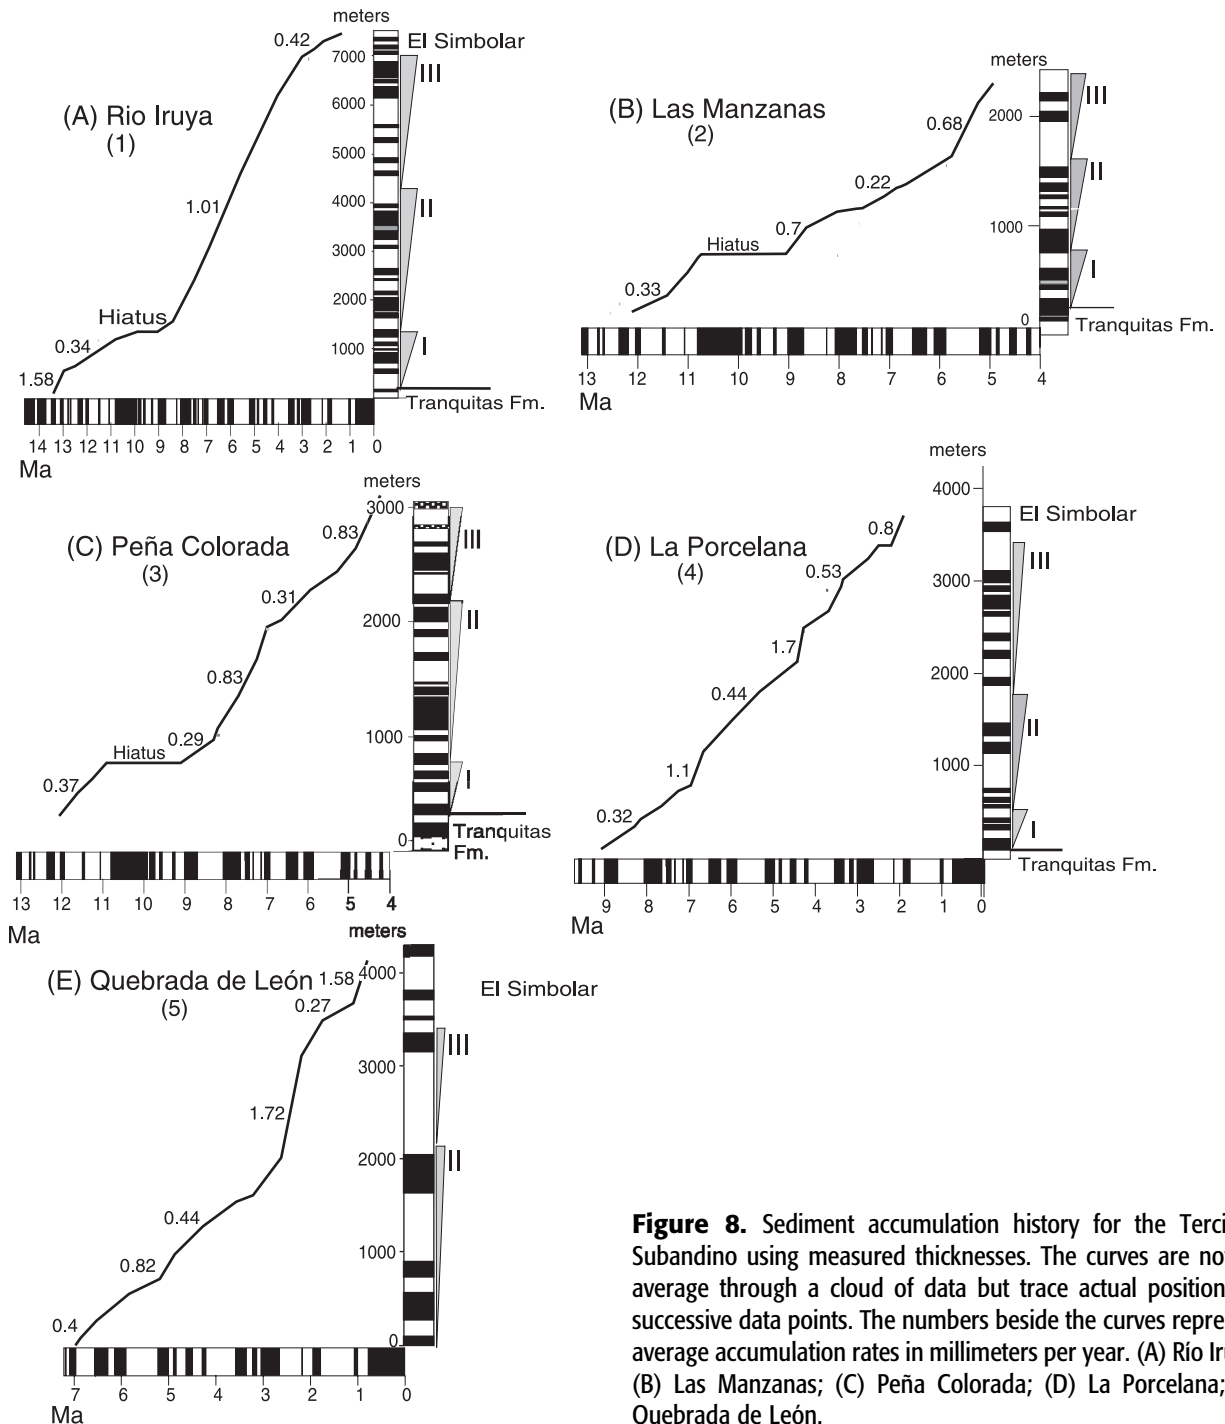 meters
0.42
El Simbolar
7000
III
6000
(A) Rio Iruya
(1)
5000
4000
1.01
II
3000
2000
Hiatus
0.34
1000
I
1.58
Tranquitas Fm.
14 13 12 11 10 9 8 7 6 5 4 3 2 1 0
Ma
meters
(B) Las Manzanas
(2)
III
2000
0.68
II
0.22
0.7
1000
Hiatus
I
0.33
0
Tranquitas Fm.
13 12 11 10 9 8 7 6 5 4
Ma
meters
3000
0.83
(C) Peña Colorada
(3)
III
0.31
II
2000
0.83
1000
0.29
Hiatus
I
0.37
Tranquitas
Fm.
0
13 12 11 10 9 8 7 6 5 4
Ma
meters
4000
0.8
El Simbolar
(D) La Porcelana
(4)
III
3000
0.53
1.7
0.44
2000
II
1.1
1000
0.32
I
Tranquitas Fm.
9 8 7 6 5 4 3 2 1 0
Ma
meters
(E) Quebrada de León
(5)
1.58
4000
El Simbolar
0.27
III
3000
1.72
2000
II
0.44
1000
0.82
0.4
0
7 6 5 4 3 2 1 0
Ma
Figure 8. Sediment accumulation history for the Terci
Subandino using measured thicknesses. The curves are no
average through a cloud of data but trace actual position
successive data points. The numbers beside the curves repre
average accumulation rates in millimeters per year. (A) Río Iru
(B) Las Manzanas; (C) Peña Colorada; (D) La Porcelana;
Quebrada de León.